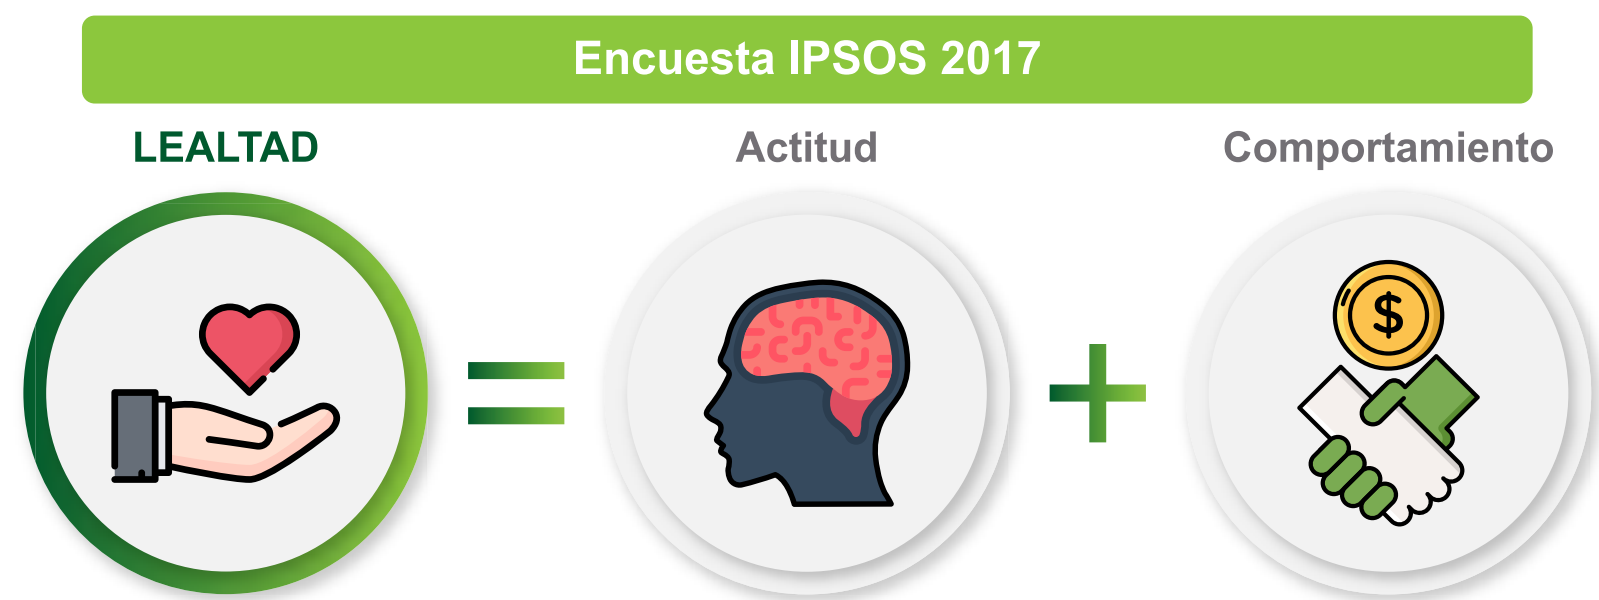 Encuesta IPSOS 2017
LEALTAD
Actitud
Comportamiento
=
+
$